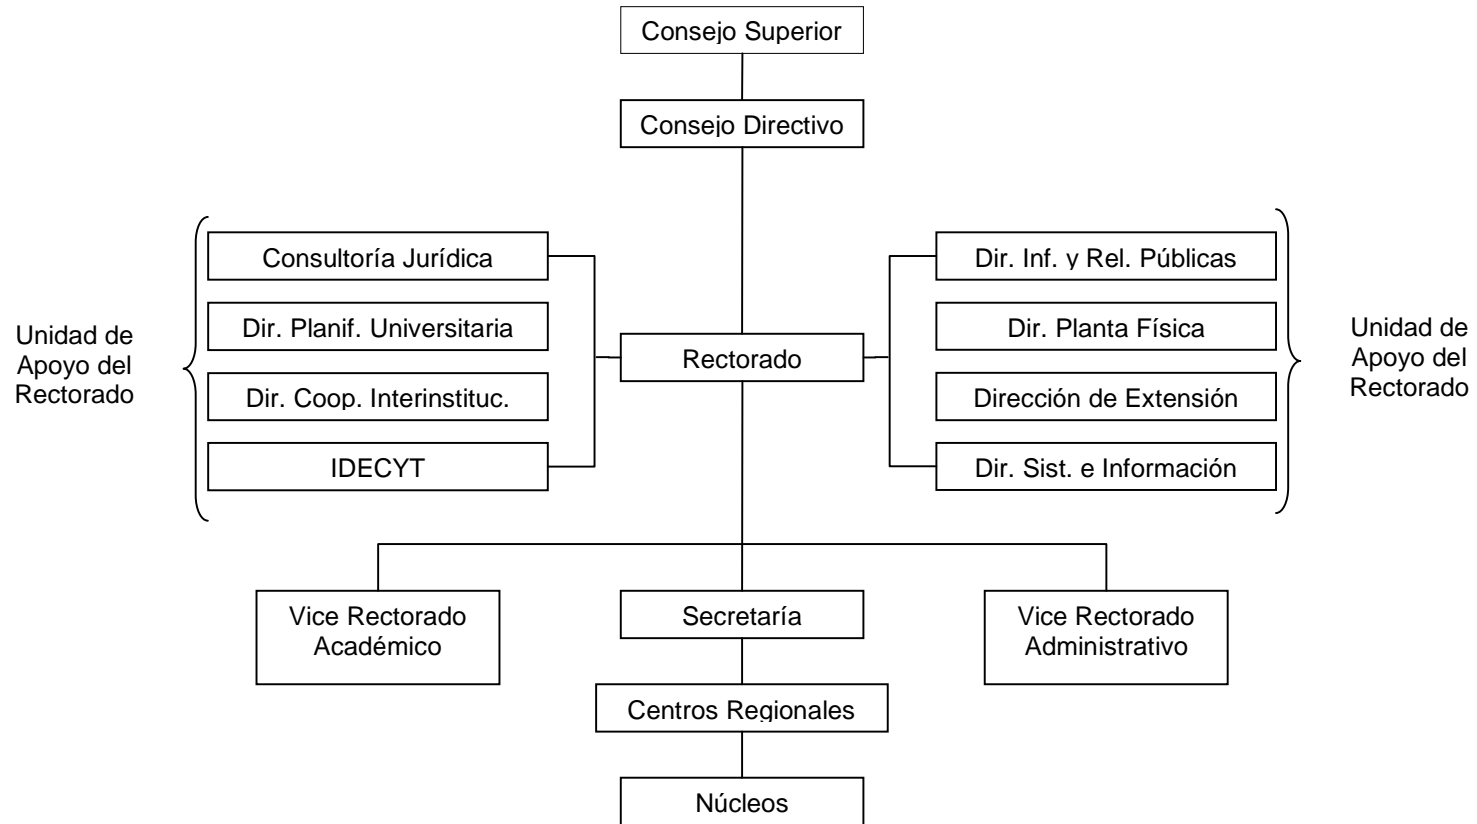 Consejo Superior
Consejo Directivo
Consultoría Jurídica
Dir. Planif. Universitaria
Dir. Coop. Interinstituc.
IDECYT
Unidad de
Apoyo del
Rectorado
Rectorado
Dir. Inf. y Rel. Públicas
Dir. Planta Física
Dirección de Extensión
Dir. Sist. e Información
Unidad de
Apoyo del
Rectorado
Vice Rectorado
Académico
Secretaría
Vice Rectorado
Administrativo
Centros Regionales
Núcleos